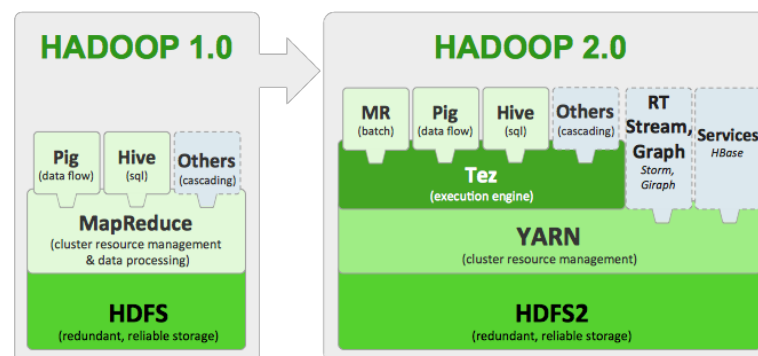 HADOOP 1.0
Pig
(data flow)
Hive
(sql)
Others
(cascading)
MapReduce
(cluster resource management
& data processing)
HDFS
(redundant, reliable storage)
HADOOP 2.0
MR
(batch)
Pig
(data flow)
Hive
(sql)
Others
(cascading)
RT
Stream,
Graph
Storm,
Giraph
Services
HBase
Tez
(execution engine)
YARN
(cluster resource management)
HDFS2
(redundant, reliable storage)